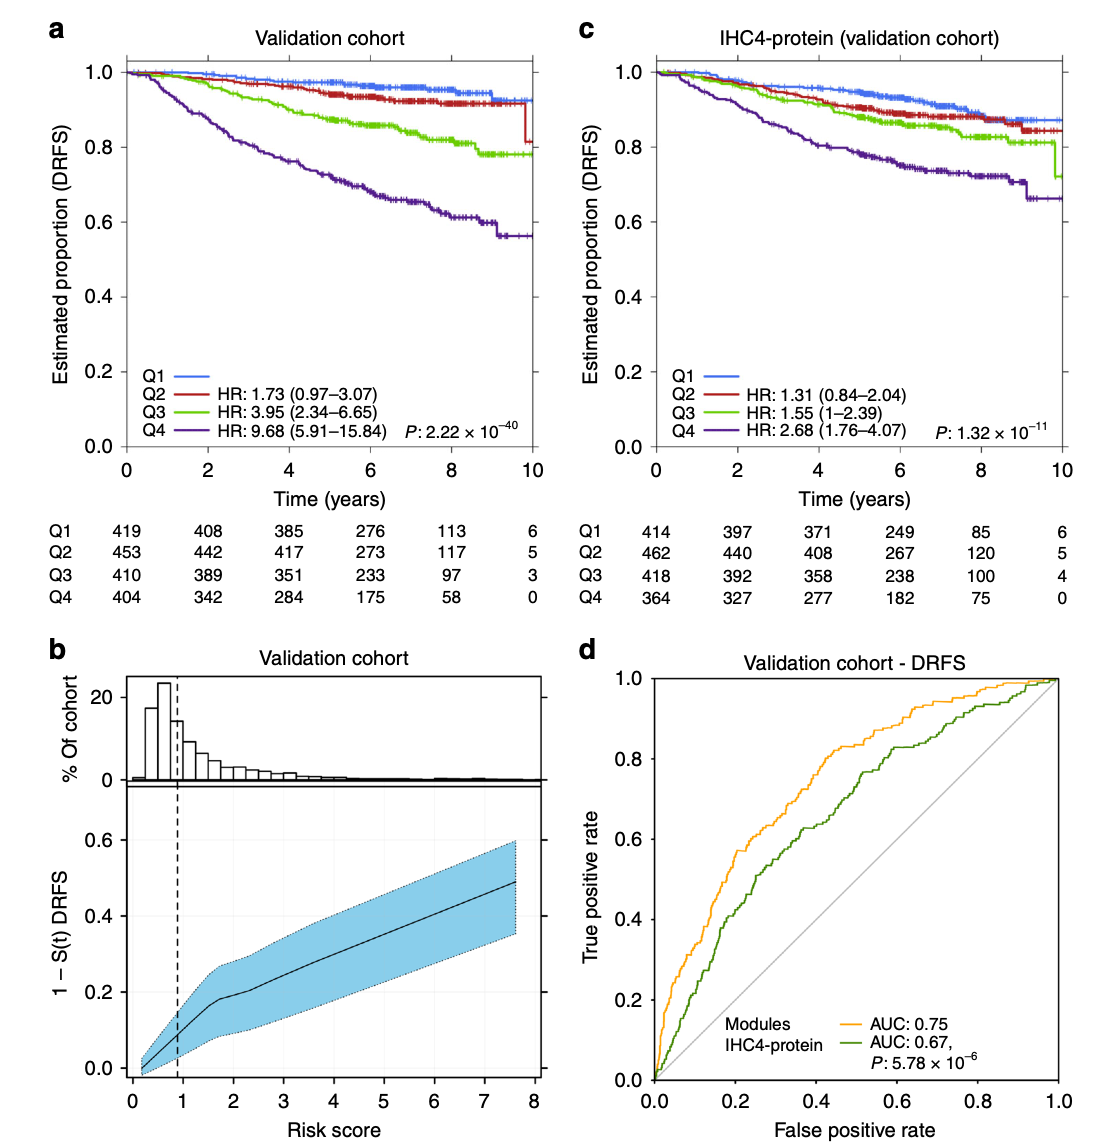 a
Validation cohort
Estimated proportion (DRFS)
1.0
0.8
0.6
0.4
0.2
0.0
Q1
Q2 HR: 1.73 (0.97–3.07)
Q3 HR: 3.95 (2.34–6.65)
Q4 HR: 9.68 (5.91–15.84)
P: 2.22 × 10⁻⁴⁰
0 2 4 6 8 10
Time (years)
Q1 419 408 385 276 113 6
Q2 453 442 417 273 117 5
Q3 410 389 351 233 97 3
Q4 404 342 284 175 58 0
c
IHC4-protein (validation cohort)
Estimated proportion (DRFS)
1.0
0.8
0.6
0.4
0.2
0.0
Q1
Q2 HR: 1.31 (0.84–2.04)
Q3 HR: 1.55 (1–2.39)
Q4 HR: 2.68 (1.76–4.07)
P: 1.32 × 10⁻¹¹
0 2 4 6 8 10
Time (years)
Q1 414 397 371 249 85 6
Q2 462 440 408 267 120 5
Q3 418 392 358 238 100 4
Q4 364 327 277 182 75 0
b
Validation cohort
% Of cohort
20
0
1 – S(t) DRFS
0.6
0.4
0.2
0.0
0 1 2 3 4 5 6 7 8
Risk score
d
Validation cohort - DRFS
True positive rate
1.0
0.8
0.6
0.4
0.2
0.0
Modules AUC: 0.75
IHC4-protein AUC: 0.67,
P: 5.78 × 10⁻⁶
0.0 0.2 0.4 0.6 0.8 1.0
False positive rate